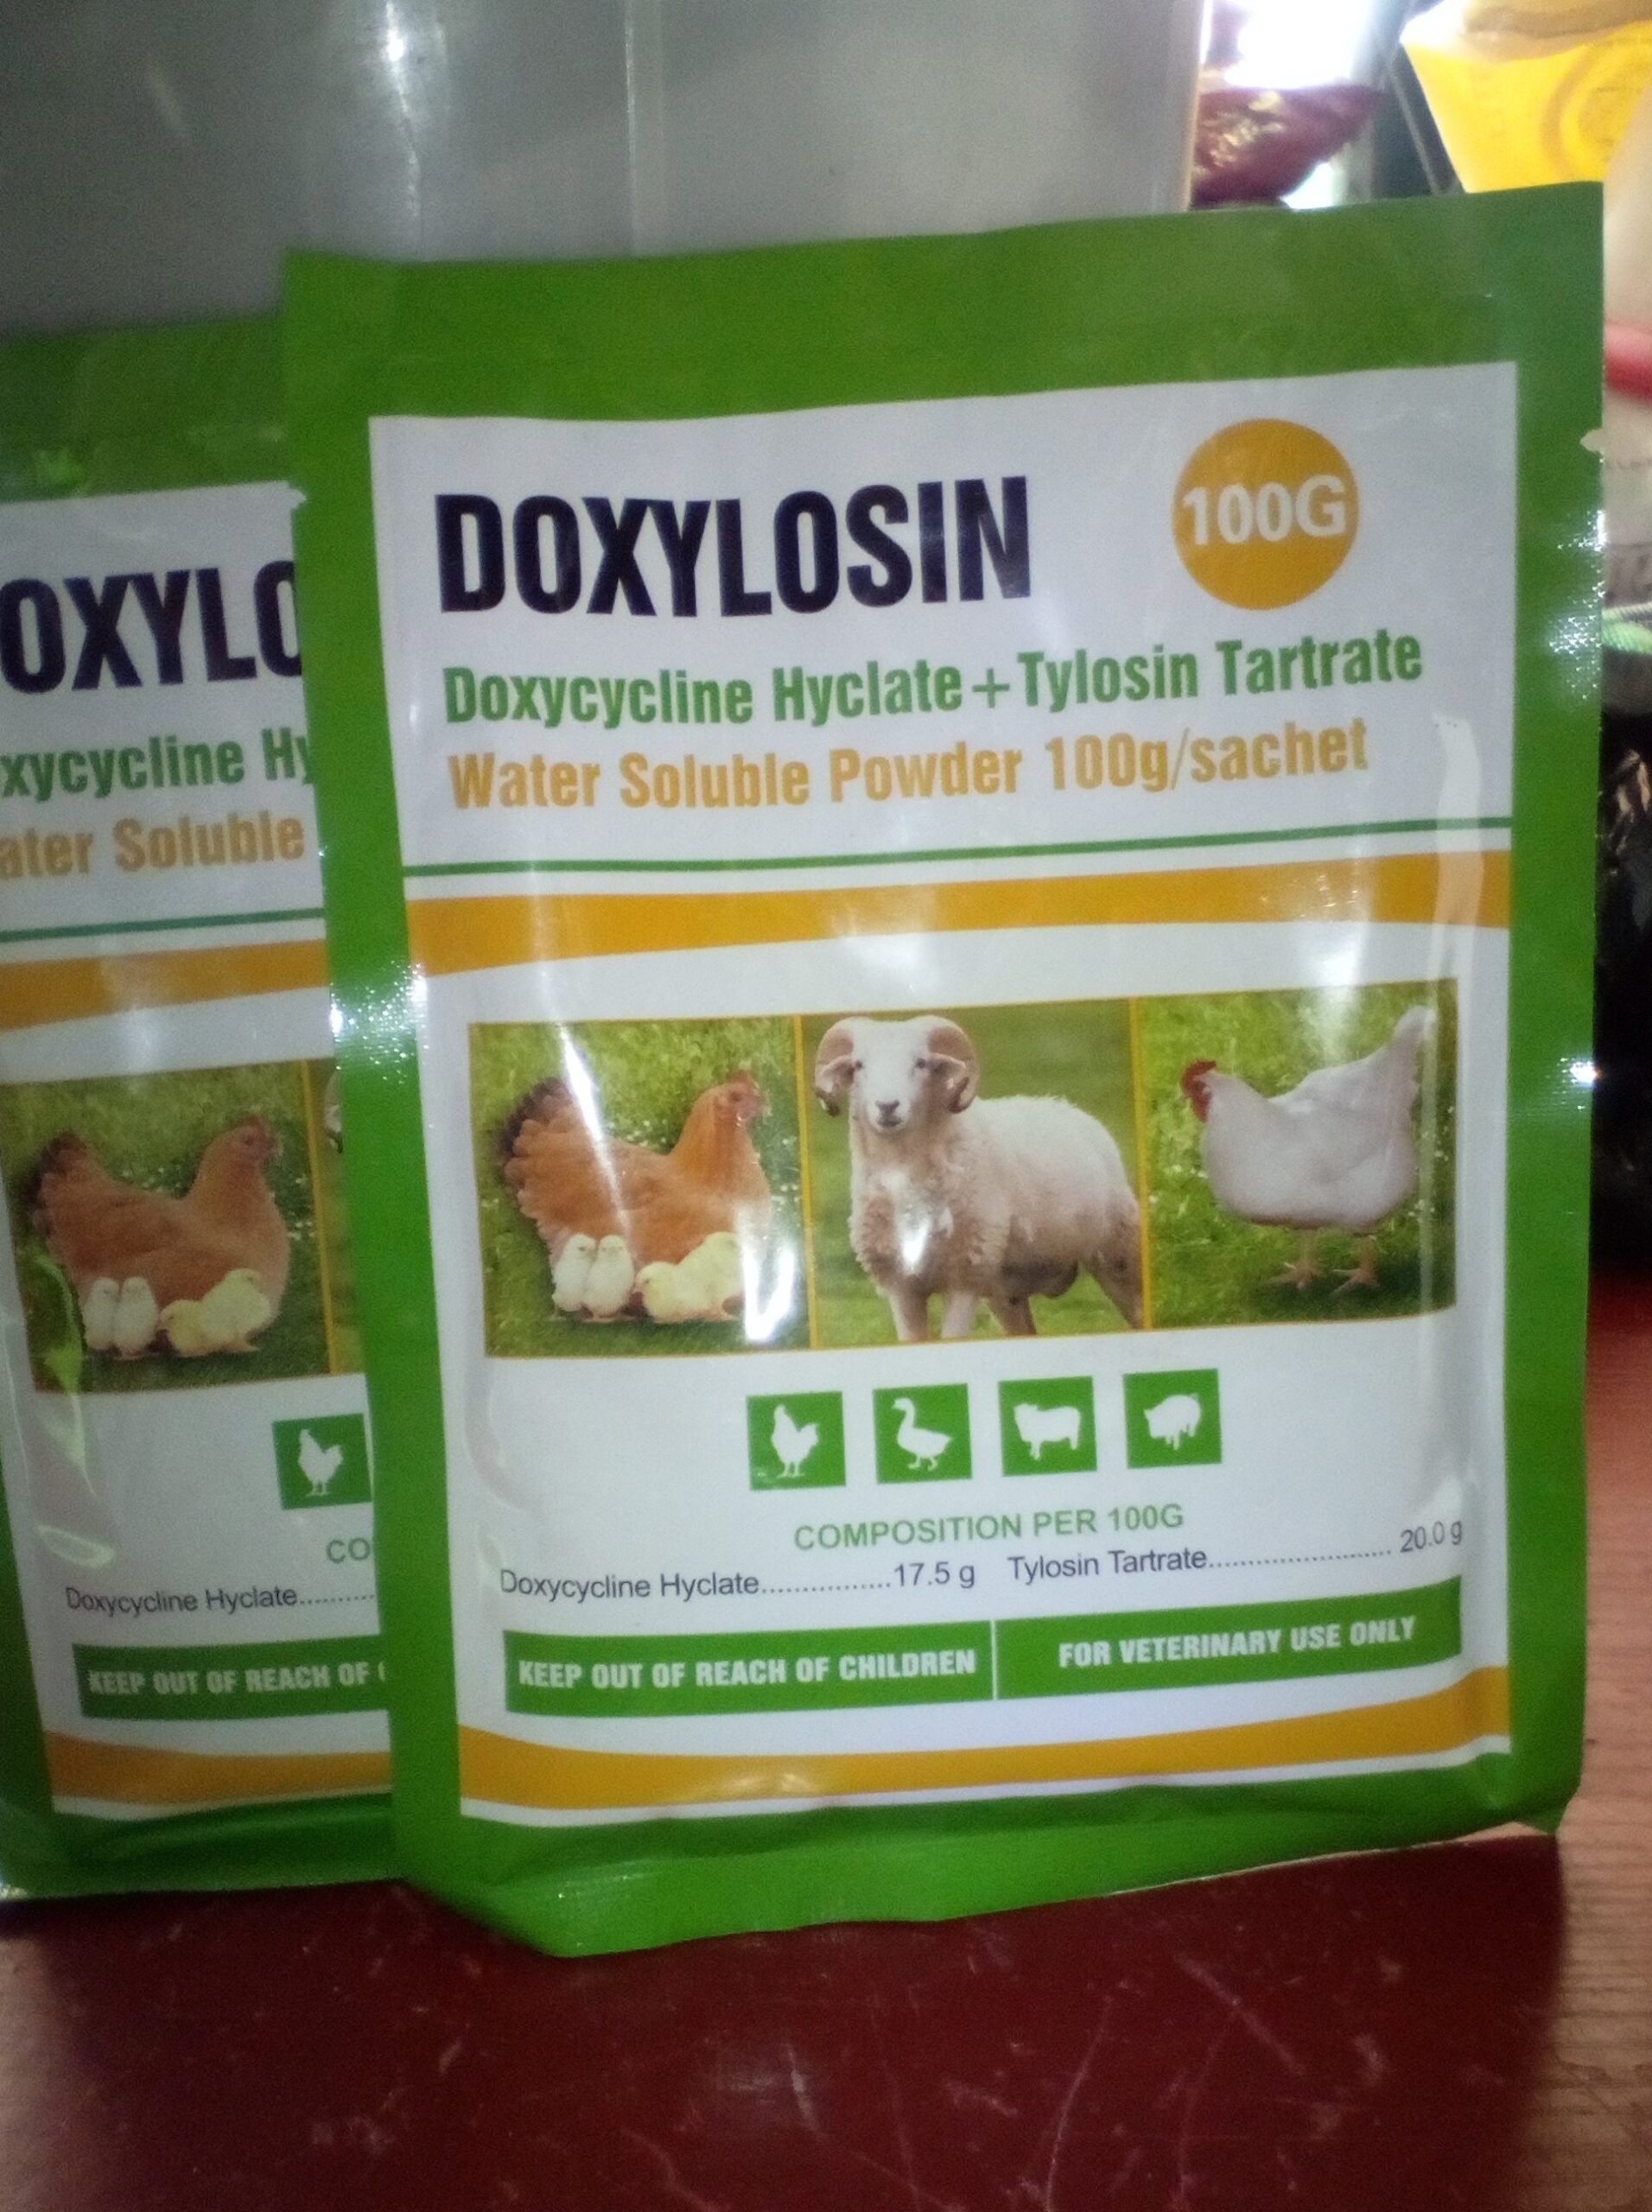 DOXYLOSIN
100G
Doxycycline Hyclate + Tylosin Tartrate
Water Soluble Powder 100g/sachet
COMPOSITION PER 100G
Doxycycline Hyclate.................17.5 g Tylosin Tartrate.......................... 20.0 g
KEEP OUT OF REACH OF CHILDREN
FOR VETERINARY USE ONLY
OXYLO
xycycline Hy
ater Soluble
CO
Doxycycline Hyclate..........
KEEP OUT OF REACH OF